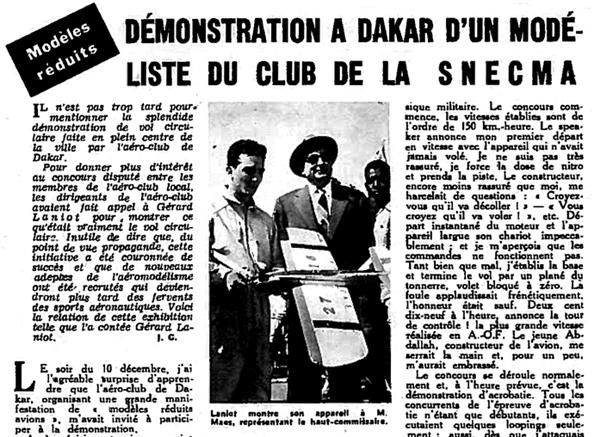 Modèles
réduits
DÉMONSTRATION A DAKAR D'UN MODÉ-
LISTE DU CLUB DE LA SNECMA
IL n'est pas trop tard pour
mentionner la splendide
démonstration de vol circu-
laire faite en plein centre de
la ville par l'aéro-club de
Dakar.
Pour donner plus d'intérêt
au concours disputé entre les
membres de l'aéro-club local,
les dirigeants de l'aéro-club
avaient fait appel à Gérard
Laniot pour montrer ce
qu'était vraiment le vol circu-
laire. Inutile de dire que, du
point de vue propagande, cette
initiative a été couronnée de
succès et que de nouveaux
adeptes de l'aéromodélisme
ont été recrutés qui devien-
dront plus tard des fervents
des sports aéronautiques. Voici
la relation de cette exhibition
telle que l'a contée Gérard La-
niot. J. G.
LE soir du 10 décembre, j'ai
l'agréable surprise d'appren-
dre que l'aéro-club de Da-
kar, organisant une grande mani-
festation de « modèles réduits
avions », m'avait invité à partici-
per à la démonstration.
27
Laniot montre son appareil à M.
Maes, représentant le haut-commissaire.
sique militaire. Le concours com-
mence, les vitesses établies sont de
l'ordre de 150 km.-heure. Le spea-
ker annonce mon premier départ
en vitesse avec l'appareil qui n'avait
jamais volé. Je ne suis pas très
rassuré, je force la dose de nitro
et prends la piste. Le constructeur,
encore moins rassuré que moi, me
harcelait de questions : « Croyez-
vous qu'il va décoller ! » — « Vous
croyez qu'il va voler ! », etc. Dé-
part instantané du moteur et l'appa-
reil largue son chariot impeccable-
ment ; et je m'aperçois que les
commandes ne fonctionnent pas.
Tant bien que mal, j'établis la base
et termine le vol par un plané du
tonnerre, volet bloqué à zéro. La
foule applaudissait frénétiquement,
l'honneur était sauf. Deux cent
dix-neuf à l'heure, annonce la tour
de contrôle ! la plus grande vitesse
réalisée en A.-O.F. Le jeune Ab-
dallah, constructeur de l'avion, me
serrait la main et, pour un peu,
m'aurait embrassé.
Le concours se déroule normale-
ment et, à l'heure prévue, c'est la
démonstration d'acrobatie. Tous les
concurrents de l'épreuve d'acroba-
tie n'étant que débutants, ils exé-
cutaient quelques loopings seule-